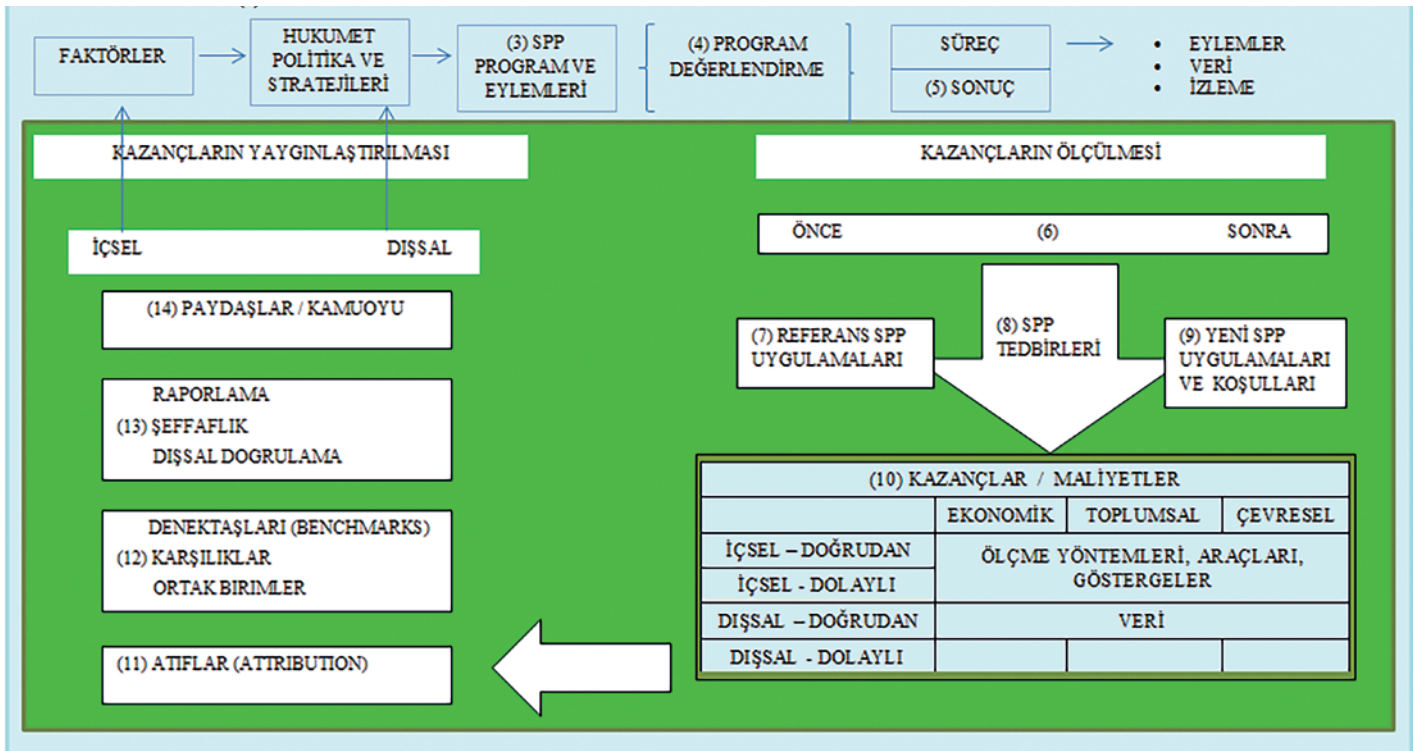 FAKTÖRLER
HUKUMET
POLİTİKA VE
STRATEJİLERİ
(3) SPP
PROGRAM VE
EYLEMLERİ
(4) PROGRAM
DEĞERLENDİRME
SÜREÇ
(5) SONUÇ
• EYLEMLER
• VERİ
• İZLEME
KAZANÇLARIN YAYGINLAŞTIRILMASI
İÇSEL DIŞSAL
(14) PAYDAŞLAR / KAMUOYU
RAPORLAMA
(13) ŞEFFAFLIK
DIŞSAL DOGRULAMA
DENEKTAŞLARI (BENCHMARKS)
(12) KARŞILIKLAR
ORTAK BIRIMLER
(11) ATIFLAR (ATTRIBUTION)
KAZANÇLARIN ÖLÇÜLMESİ
ÖNCE (6) SONRA
(7) REFERANS SPP
UYGULAMALARI
(8) SPP
TEDBİRLERİ
(9) YENİ SPP
UYGULAMALARI
VE KOŞULLARI
(10) KAZANÇLAR / MALİYETLER
EKONOMİK TOPLUMSAL ÇEVRESEL
İÇSEL – DOĞRUDAN
İÇSEL - DOLAYLI
ÖLÇME YÖNTEMLERİ, ARAÇLARI,
GÖSTERGELER
DIŞSAL – DOĞRUDAN VERİ
DIŞSAL - DOLAYLI